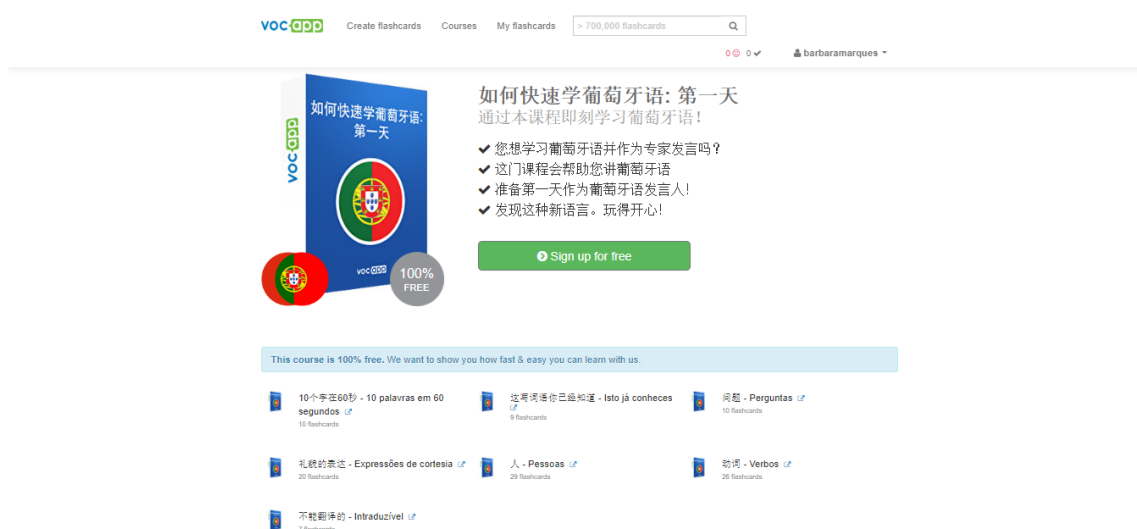 VOC APP Create flashcards Courses My flashcards > 700,000 flashcards
0 0 barbaramarques
如何快速学葡萄牙语:
第一天
voc app
voc app
100%
FREE
如何快速学葡萄牙语: 第一天
通过本课程即刻学习葡萄牙语!
您想学习葡萄牙语并作为专家发言吗?
这门课程会帮助您讲葡萄牙语
准备第一天作为葡萄牙语发言人!
发现这种新语言。玩得开心!
Sign up for free
This course is 100% free. We want to show you how fast & easy you can learn with us.
10个字在60秒 - 10 palavras em 60
segundos
10 flashcards
这写词语你已经知道 - Isto já conheces
9 flashcards
问题 - Perguntas
10 flashcards
礼貌的表达 - Expressões de cortesia
20 flashcards
人 - Pessoas
29 flashcards
动词 - Verbos
26 flashcards
不能翻译的 - Intraduzível
7 flashcards